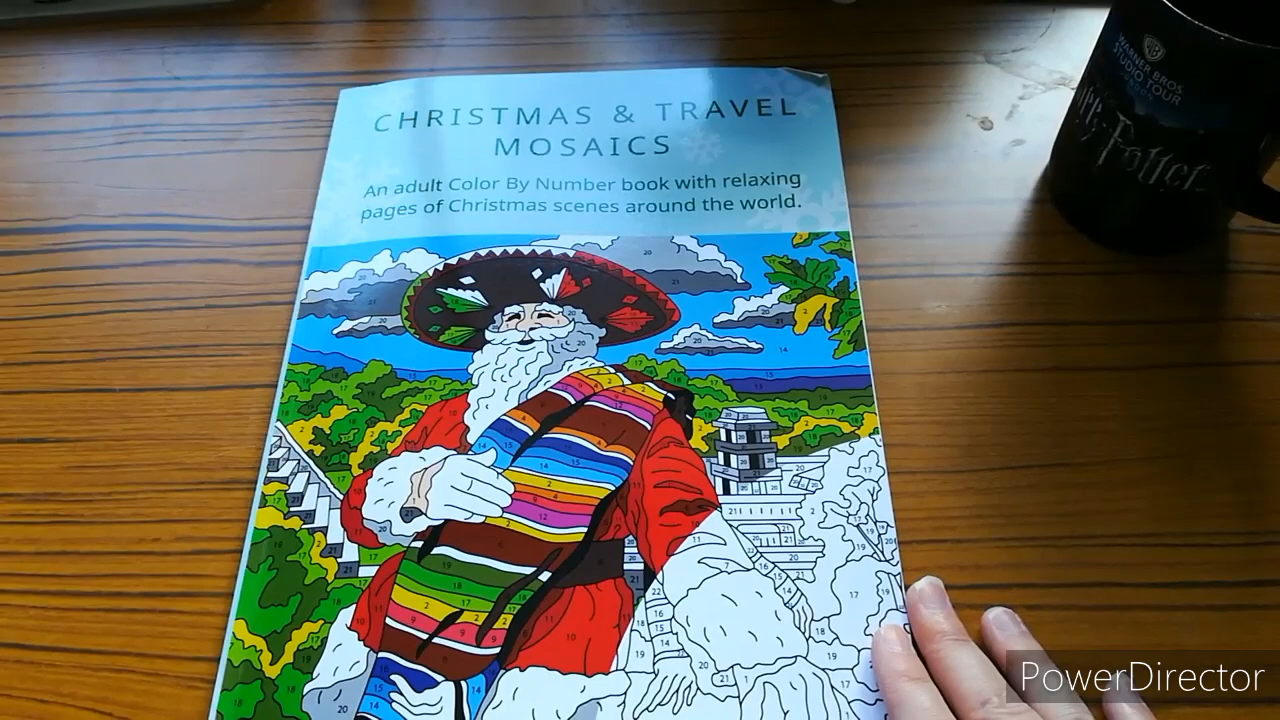 CHRISTMAS & TRAVEL
MOSAICS
An adult Color By Number book with relaxing
pages of Christmas scenes around the world.
WARNER BROS
STUDIO TOUR
Potter
PowerDirector